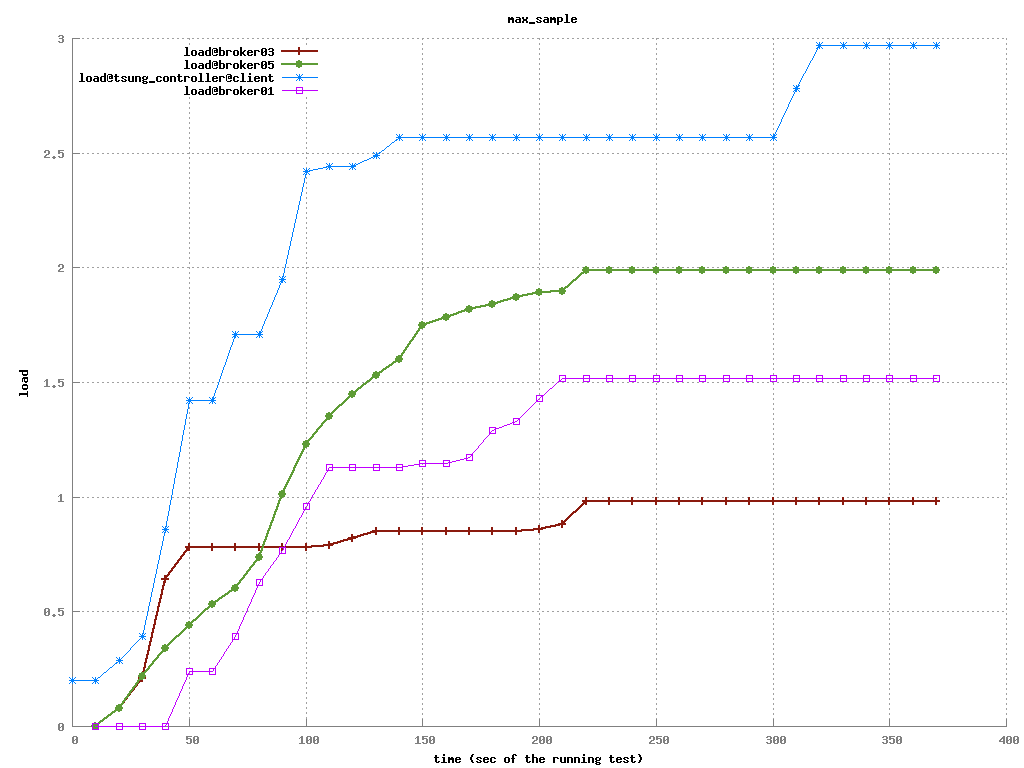 max_sample
load@broker03
load@broker05
load@tsung_controller@client
load@broker01
3
2.5
2
1.5
1
0.5
0
load
0 50 100 150 200 250 300 350 400
time (sec of the running test)